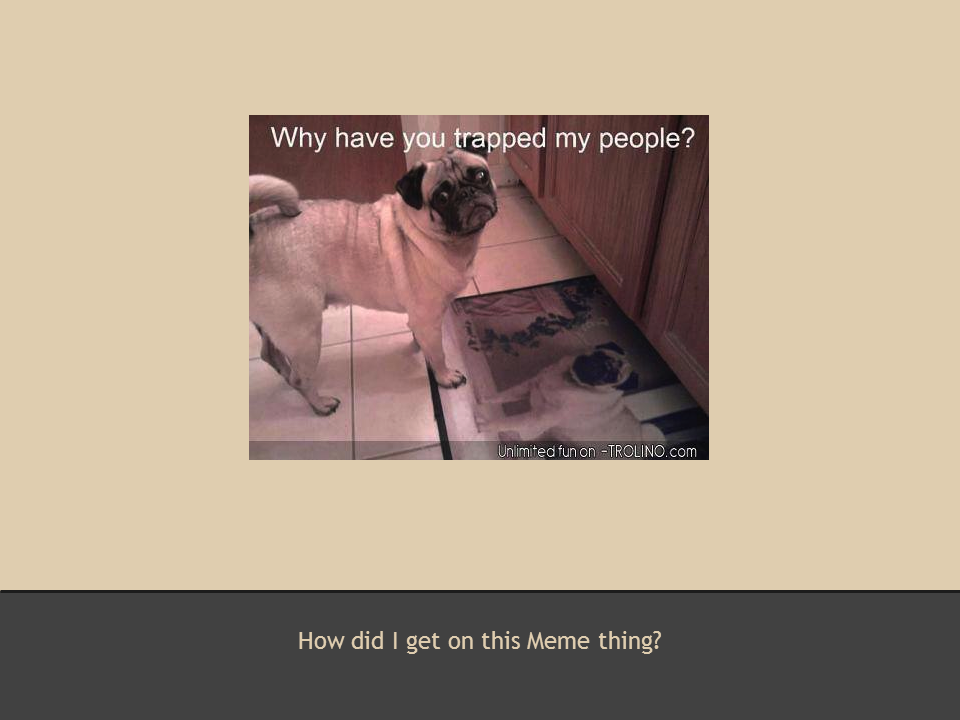 Why have you trapped my people?
Unlimited fun on -TROLINO.com
How did I get on this Meme thing?